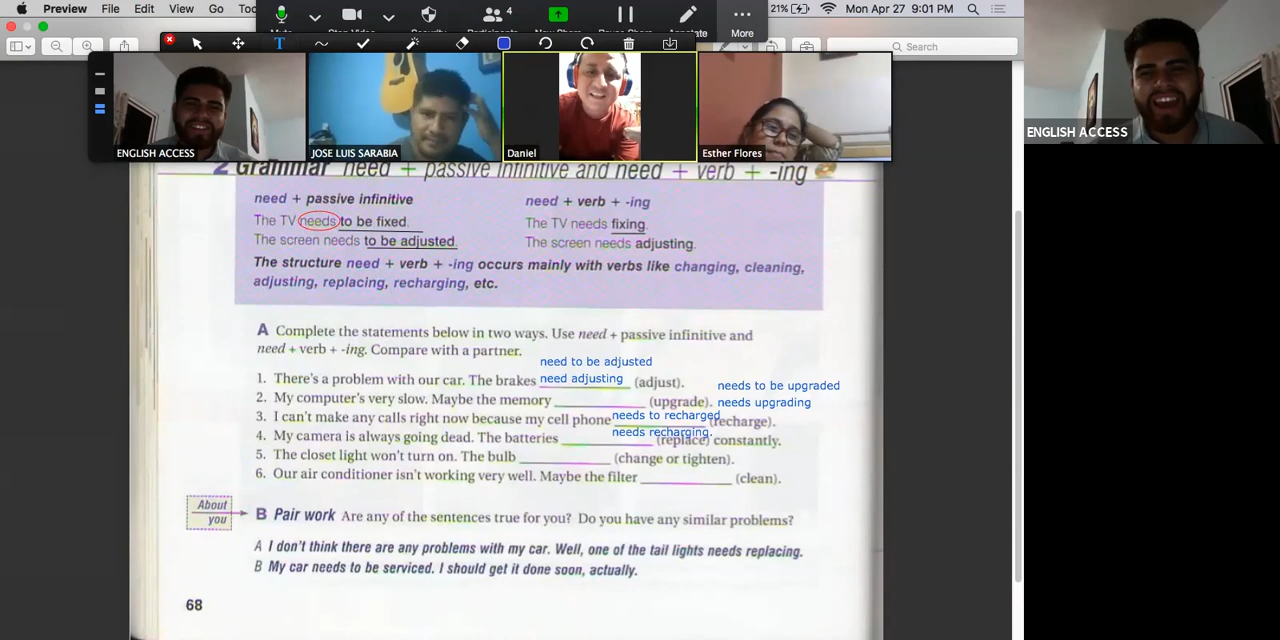 Preview File Edit View Go Too 21% Mon Apr 27 9:01 PM
4
More
Annotate
T
Search
ENGLISH ACCESS
JOSE LUIS SARABIA
Daniel
Esther Flores
ENGLISH ACCESS
2 Grammar need + passive infinitive and need + verb + -ing
need + passive infinitive
The TV needs to be fixed.
The screen needs to be adjusted.
need + verb + -ing
The TV needs fixing.
The screen needs adjusting.
The structure need + verb + -ing occurs mainly with verbs like changing, cleaning,
adjusting, replacing, recharging, etc.
A Complete the statements below in two ways. Use need + passive infinitive and
need + verb + -ing. Compare with a partner.
need to be adjusted
1. There's a problem with our car. The brakes need adjusting (adjust).
needs to be upgraded
2. My computer's very slow. Maybe the memory ____________ (upgrade). needs upgrading
needs to recharged
3. I can't make any calls right now because my cell phone ____________ (recharge).
needs recharging.
4. My camera is always going dead. The batteries ____________ (replace) constantly.
5. The closet light won't turn on. The bulb ____________ (change or tighten).
6. Our air conditioner isn't working very well. Maybe the filter ____________ (clean).
About
you
B Pair work Are any of the sentences true for you? Do you have any similar problems?
A I don't think there are any problems with my car. Well, one of the tail lights needs replacing.
B My car needs to be serviced. I should get it done soon, actually.
68